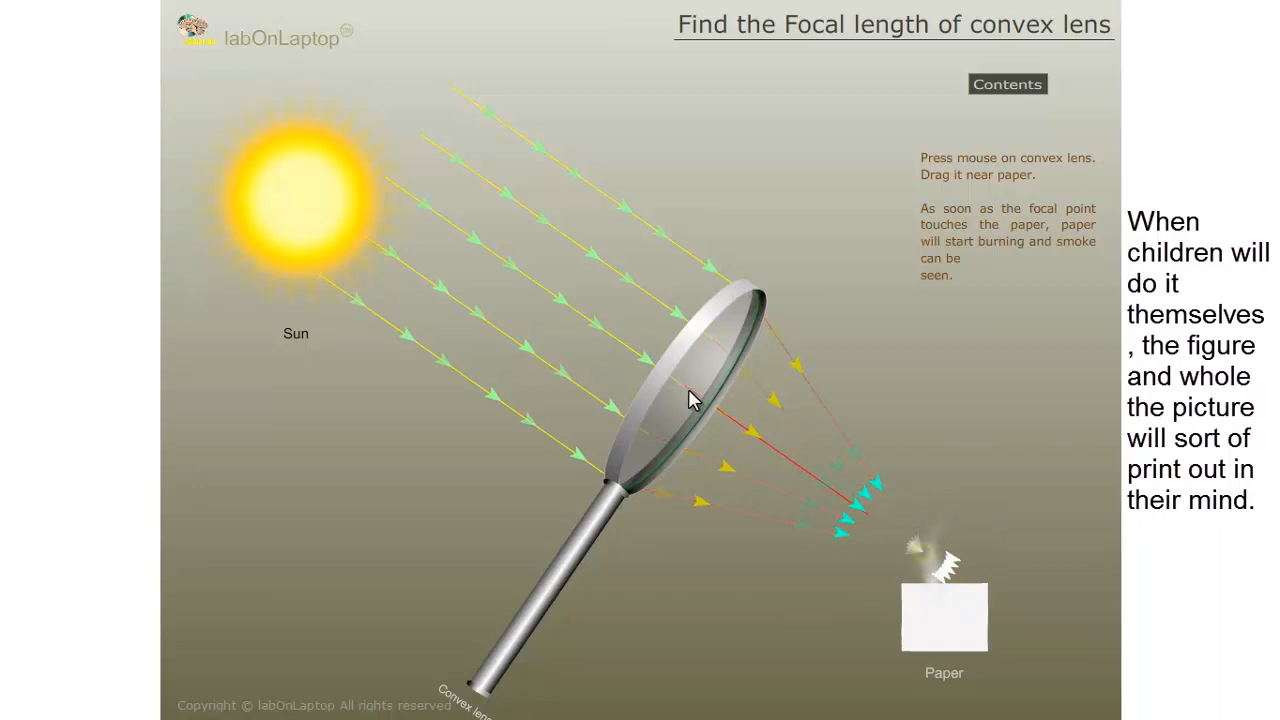 labOnLaptop TM
Find the Focal length of convex lens
Contents
Press mouse on convex lens.
Drag it near paper.
As soon as the focal point
touches the paper, paper
will start burning and smoke
can be
seen.
When
children will
do it
themselves
, the figure
and whole
the picture
will sort of
print out in
their mind.
Sun
Paper
Convex lens
Copyright © labOnLaptop All rights reserved